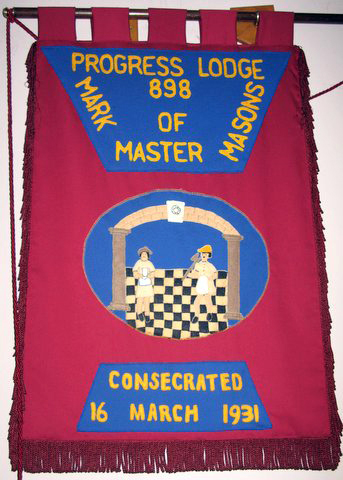 PROGRESS LODGE
898
OF
MARK MASTER MASONS
CONSECRATED
16 MARCH 1931